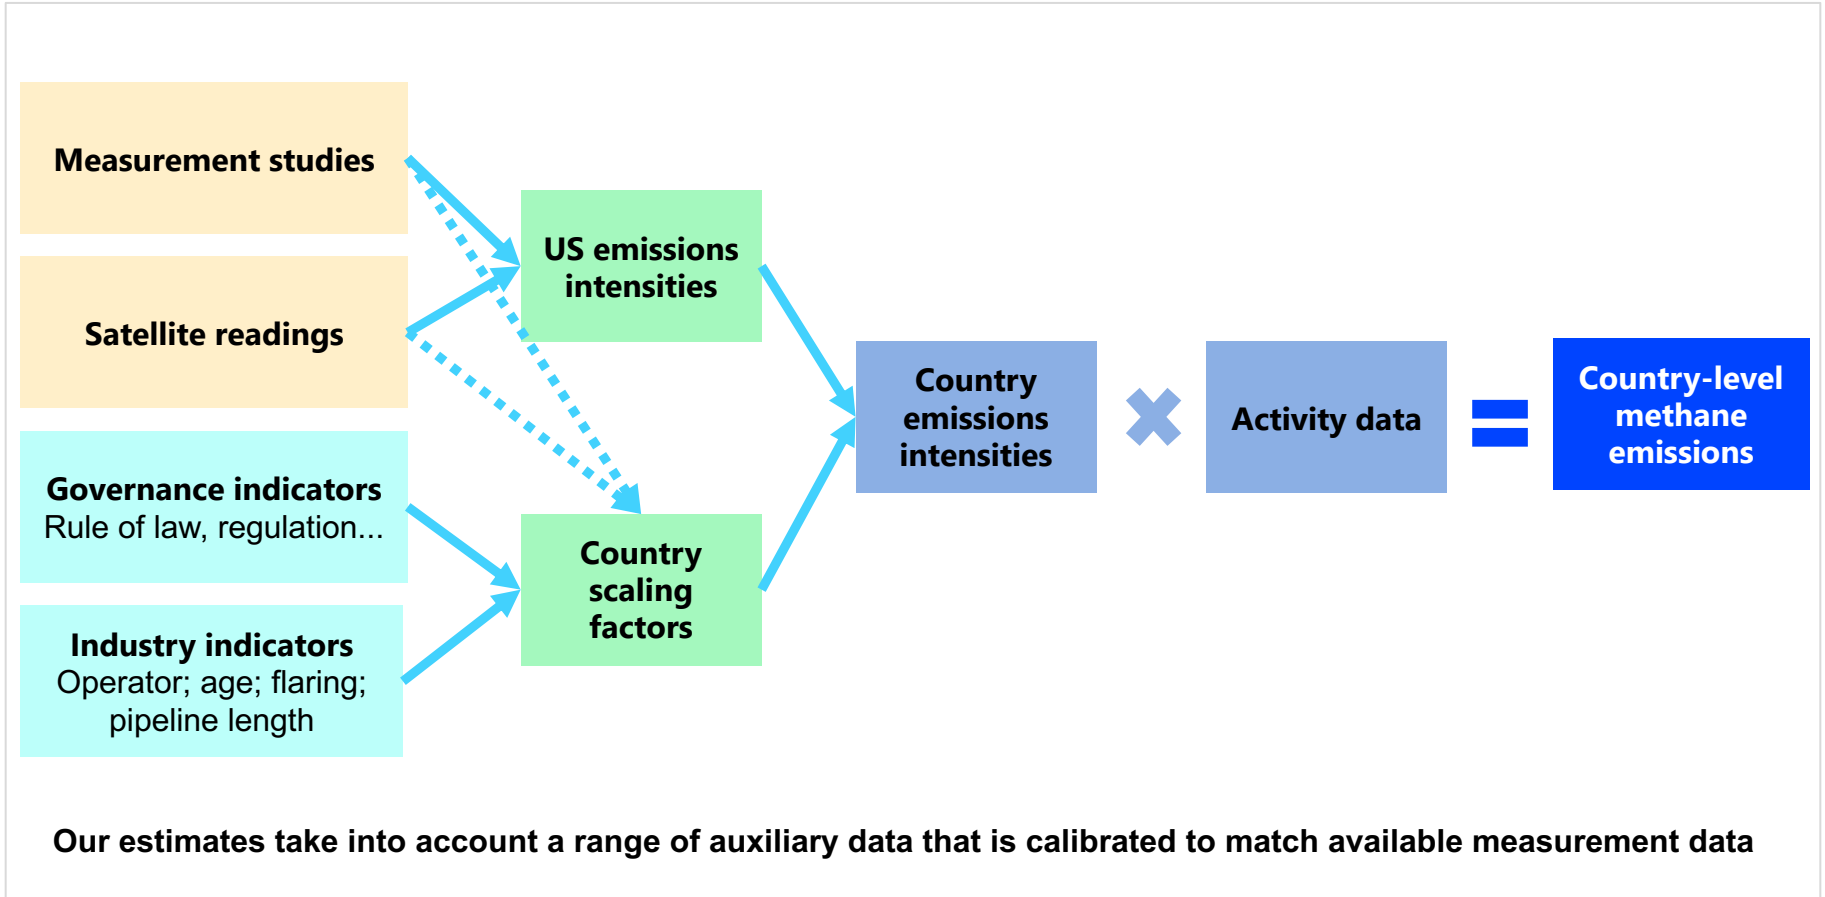 Measurement studies
Satellite readings
Governance indicators
Rule of law, regulation...
Industry indicators
Operator; age; flaring;
pipeline length
US emissions
intensities
Country
scaling
factors
Country
emissions
intensities
Activity data
Country-level
methane
emissions
Our estimates take into account a range of auxiliary data that is calibrated to match available measurement data